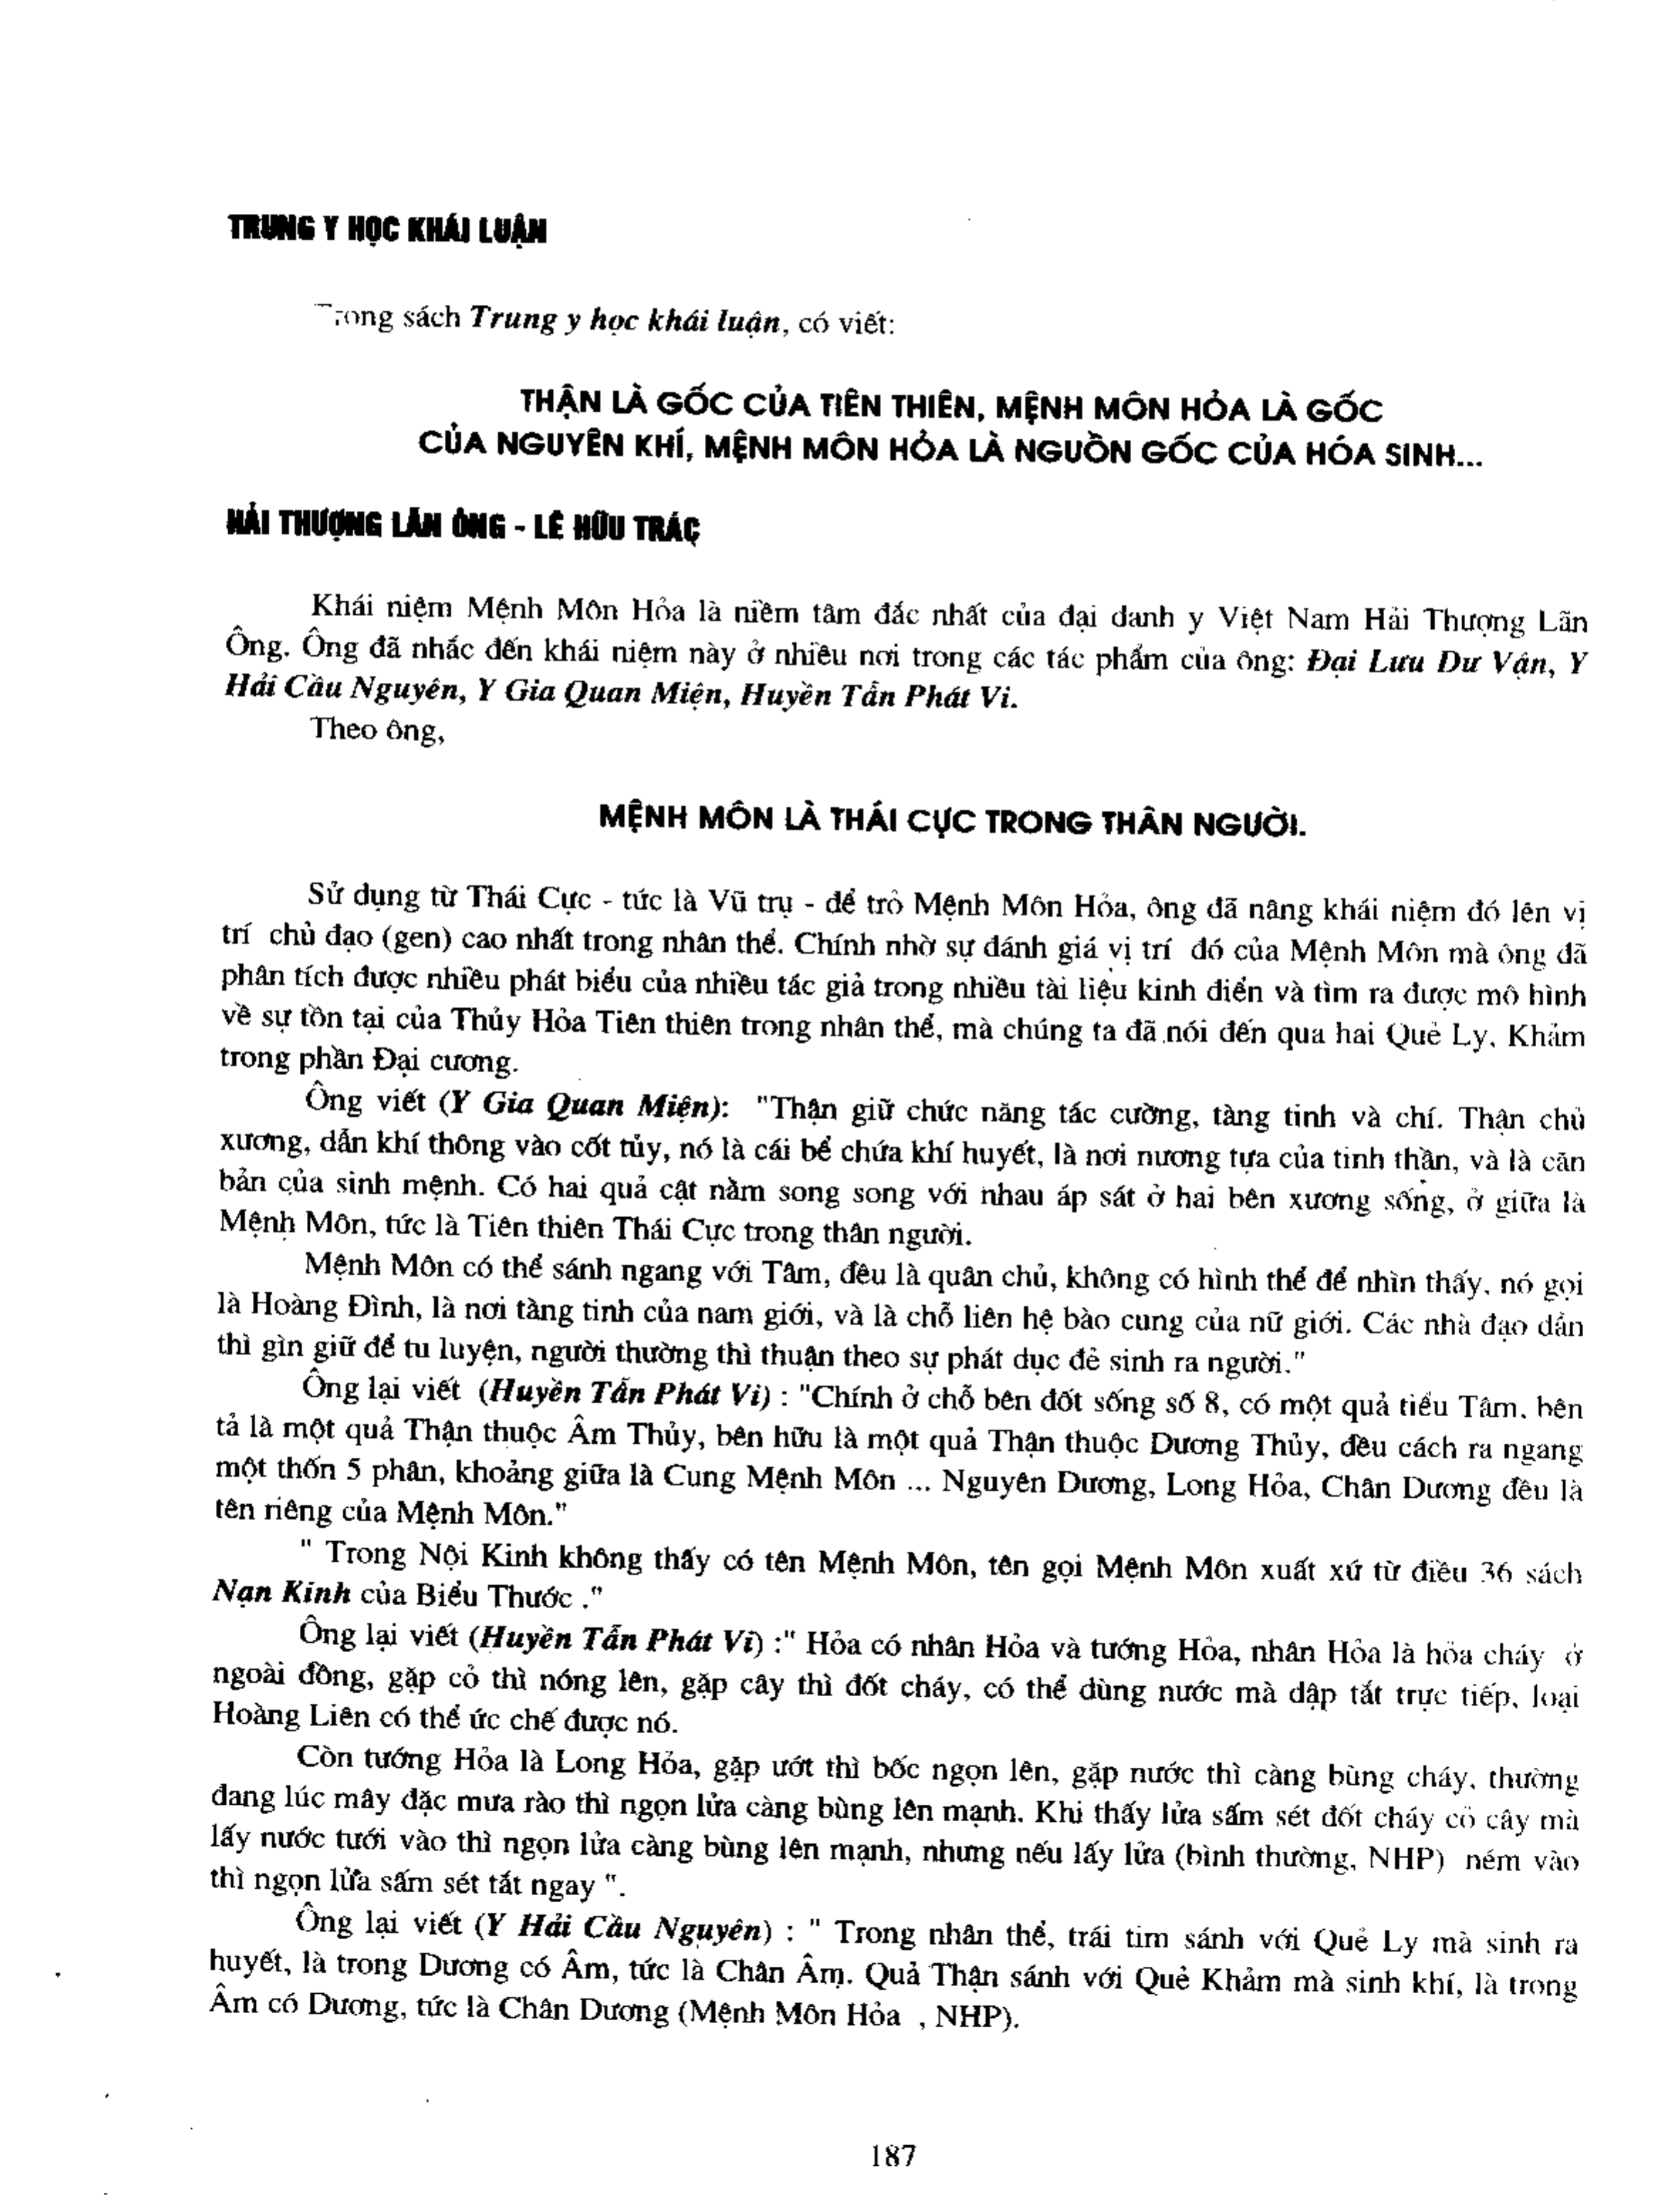 TRUNG Y HỌC KHÁI LUẬN
Trong sách Trung y học khái luận, có viết:
THẬN LÀ GỐC CỦA TIÊN THIÊN, MỆNH MÔN HỎA LÀ GỐC
CỦA NGUYÊN KHÍ, MỆNH MÔN HỎA LÀ NGUỒN GỐC CỦA HÓA SINH...
HẢI THƯỢNG LÃN ÔNG - LÊ HỮU TRÁC
Khái niệm Mệnh Môn Hỏa là niềm tâm đắc nhất của đại danh y Việt Nam Hải Thượng Lãn
Ông. Ông đã nhắc đến khái niệm này ở nhiều nơi trong các tác phẩm của ông: Đại Lưu Dư Vận, Y
Hải Cầu Nguyên, Y Gia Quan Miện, Huyền Tẫn Phát Vi.
Theo ông,
MỆNH MÔN LÀ THÁI CỰC TRONG THÂN NGƯỜI.
Sử dụng từ Thái Cực - tức là Vũ trụ - để trỏ Mệnh Môn Hỏa, ông đã nâng khái niệm đó lên vị
trí chủ đạo (gen) cao nhất trong nhân thể. Chính nhờ sự đánh giá vị trí đó của Mệnh Môn mà ông đã
phân tích được nhiều phát biểu của nhiều tác giả trong nhiều tài liệu kinh điển và tìm ra được mô hình
về sự tồn tại của Thủy Hỏa Tiên thiên trong nhân thể, mà chúng ta đã nói đến qua hai Quẻ Ly, Khảm
trong phần Đại cương.
Ông viết (Y Gia Quan Miện): "Thận giữ chức năng tác cường, tàng tinh và chí. Thận chủ
xương, dẫn khí thông vào cốt tủy, nó là cái bể chứa khí huyết, là nơi nương tựa của tinh thần, và là căn
bản của sinh mệnh. Có hai quả cật nằm song song với nhau áp sát ở hai bên xương sống, ở giữa là
Mệnh Môn, tức là Tiên thiên Thái Cực trong thân người.
Mệnh Môn có thể sánh ngang với Tâm, đều là quân chủ, không có hình thể để nhìn thấy, nó gọi
là Hoàng Đình, là nơi tàng tinh của nam giới, và là chỗ liên hệ bào cung của nữ giới. Các nhà đạo dẫn
thì gìn giữ để tu luyện, người thường thì thuận theo sự phát dục đẻ sinh ra người."
Ông lại viết (Huyền Tẫn Phát Vi) : "Chính ở chỗ bên đốt sống số 8, có một quả tiểu Tâm, bên
tả là một quả Thận thuộc Âm Thủy, bên hữu là một quả Thận thuộc Dương Thủy, đều cách ra ngang
một thốn 5 phân, khoảng giữa là Cung Mệnh Môn ... Nguyên Dương, Long Hỏa, Chân Dương đều là
tên riêng của Mệnh Môn."
" Trong Nội Kinh không thấy có tên Mệnh Môn, tên gọi Mệnh Môn xuất xứ từ điều 36 sách
Nạn Kinh của Biểu Thước ."
Ông lại viết (Huyền Tẫn Phát Vi) :" Hỏa có nhân Hỏa và tướng Hỏa, nhân Hỏa là hỏa cháy ở
ngoài đồng, gặp cỏ thì nóng lên, gặp cây thì đốt cháy, có thể dùng nước mà dập tắt trực tiếp, loại
Hoàng Liên có thể ức chế được nó.
Còn tướng Hỏa là Long Hỏa, gặp ướt thì bốc ngọn lên, gặp nước thì càng bùng cháy, thường
đang lúc mây đặc mưa rào thì ngọn lửa càng bùng lên mạnh. Khi thấy lửa sấm sét đốt cháy cỏ cây mà
lấy nước tưới vào thì ngọn lửa càng bùng lên mạnh, nhưng nếu lấy lửa (bình thường, NHP) ném vào
thì ngọn lửa sấm sét tắt ngay ".
Ông lại viết (Y Hải Cầu Nguyên) : " Trong nhân thể, trái tim sánh với Quẻ Ly mà sinh ra
huyết, là trong Dương có Âm, tức là Chân Âm. Quả Thận sánh với Quẻ Khảm mà sinh khí, là trong
Âm có Dương, tức là Chân Dương (Mệnh Môn Hỏa , NHP).
187